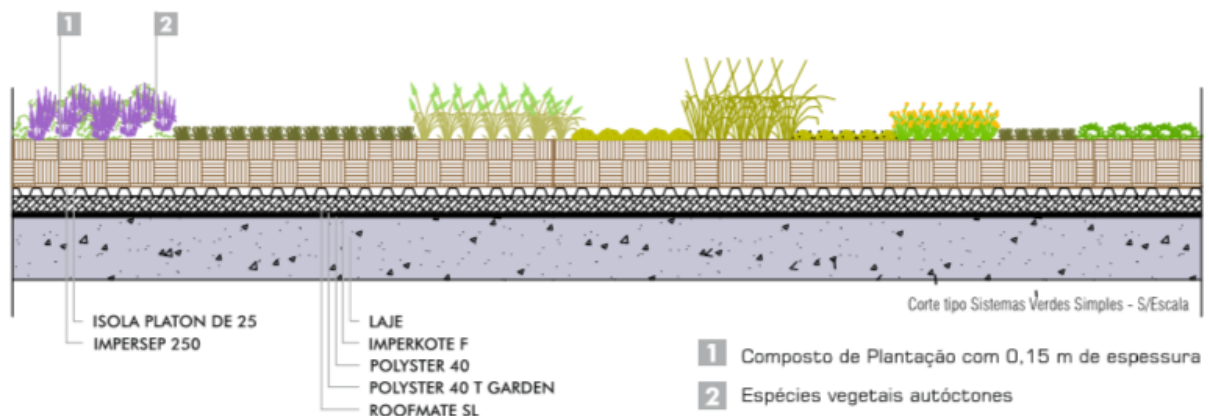 1 2
Corte tipo Sistemas Verdes Simples - S/Escala
ISOLA PLATON DE 25
IMPERSEP 250
LAJE
IMPERKOTE F
POLYSTER 40
POLYSTER 40 T GARDEN
ROOFMATE SL
1 Composto de Plantação com 0,15 m de espessura
2 Espécies vegetais autóctones